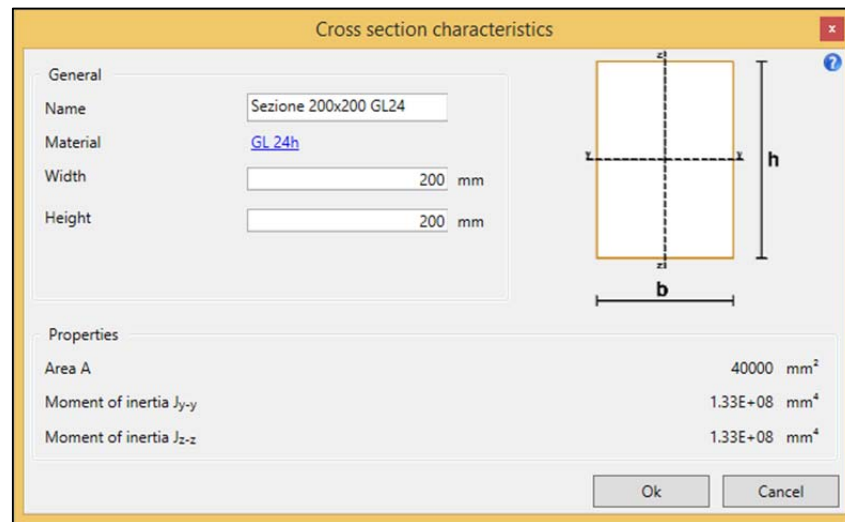 Cross section characteristics
x
General
Name Sezione 200x200 GL24
Material GL 24h
Width 200 mm
Height 200 mm
?
z
y y
h
z
b
Properties
Area A 40000 mm²
Moment of inertia Jy-y 1.33E+08 mm⁴
Moment of inertia Jz-z 1.33E+08 mm⁴
Ok Cancel